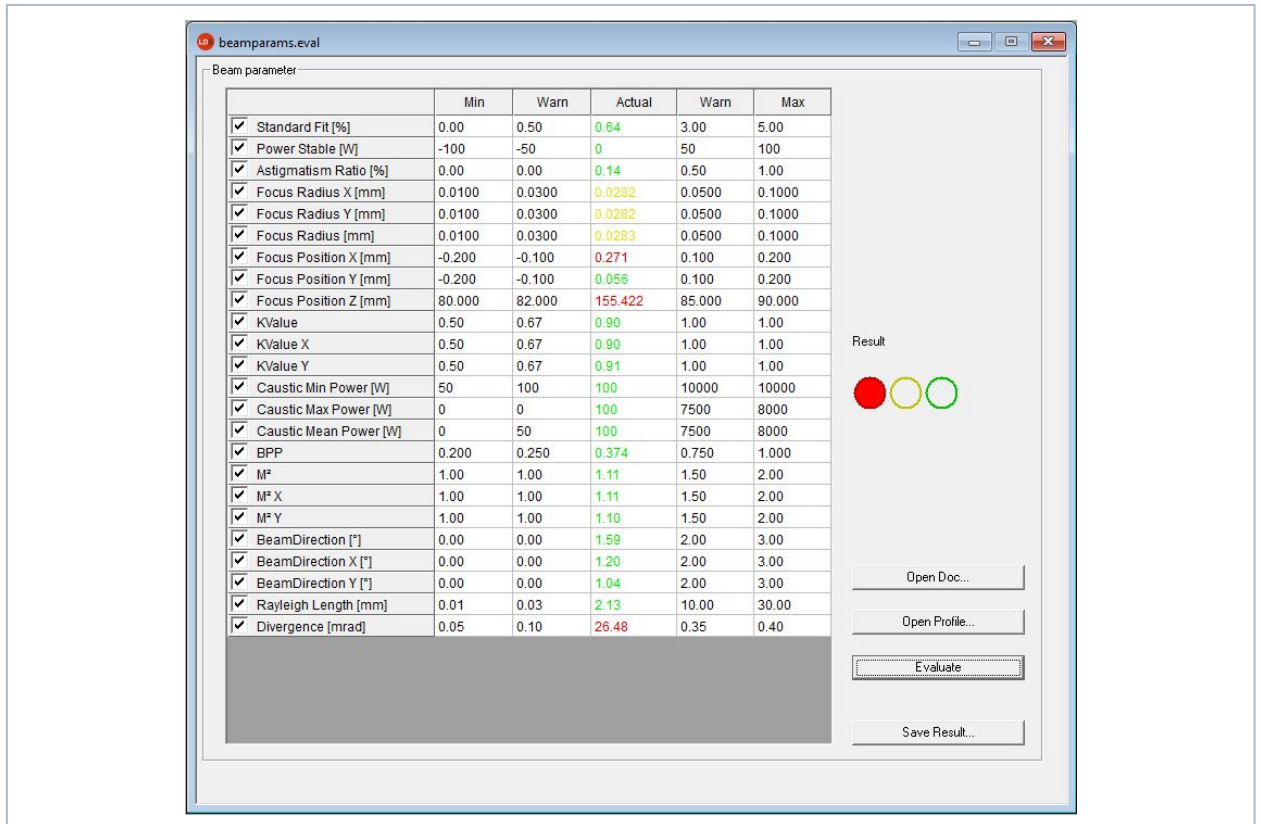 LD beamparams.eval
Beam parameter
Min Warn Actual Warn Max
Standard Fit [%] 0.00 0.50 0.64 3.00 5.00
Power Stable [W] -100 -50 0 50 100
Astigmatism Ratio [%] 0.00 0.00 0.14 0.50 1.00
Focus Radius X [mm] 0.0100 0.0300 0.0282 0.0500 0.1000
Focus Radius Y [mm] 0.0100 0.0300 0.0282 0.0500 0.1000
Focus Radius [mm] 0.0100 0.0300 0.0283 0.0500 0.1000
Focus Position X [mm] -0.200 -0.100 0.271 0.100 0.200
Focus Position Y [mm] -0.200 -0.100 0.056 0.100 0.200
Focus Position Z [mm] 80.000 82.000 155.422 85.000 90.000
KValue 0.50 0.67 0.90 1.00 1.00
KValue X 0.50 0.67 0.90 1.00 1.00
KValue Y 0.50 0.67 0.91 1.00 1.00
Caustic Min Power [W] 50 100 100 10000 10000
Caustic Max Power [W] 0 0 100 7500 8000
Caustic Mean Power [W] 0 50 100 7500 8000
BPP 0.200 0.250 0.374 0.750 1.000
M² 1.00 1.00 1.11 1.50 2.00
M² X 1.00 1.00 1.11 1.50 2.00
M² Y 1.00 1.00 1.10 1.50 2.00
BeamDirection [°] 0.00 0.00 1.59 2.00 3.00
BeamDirection X [°] 0.00 0.00 1.20 2.00 3.00
BeamDirection Y [°] 0.00 0.00 1.04 2.00 3.00
Rayleigh Length [mm] 0.01 0.03 2.13 10.00 30.00
Divergence [mrad] 0.05 0.10 26.48 0.35 0.40
Result
Open Doc...
Open Profile...
Evaluate
Save Result...